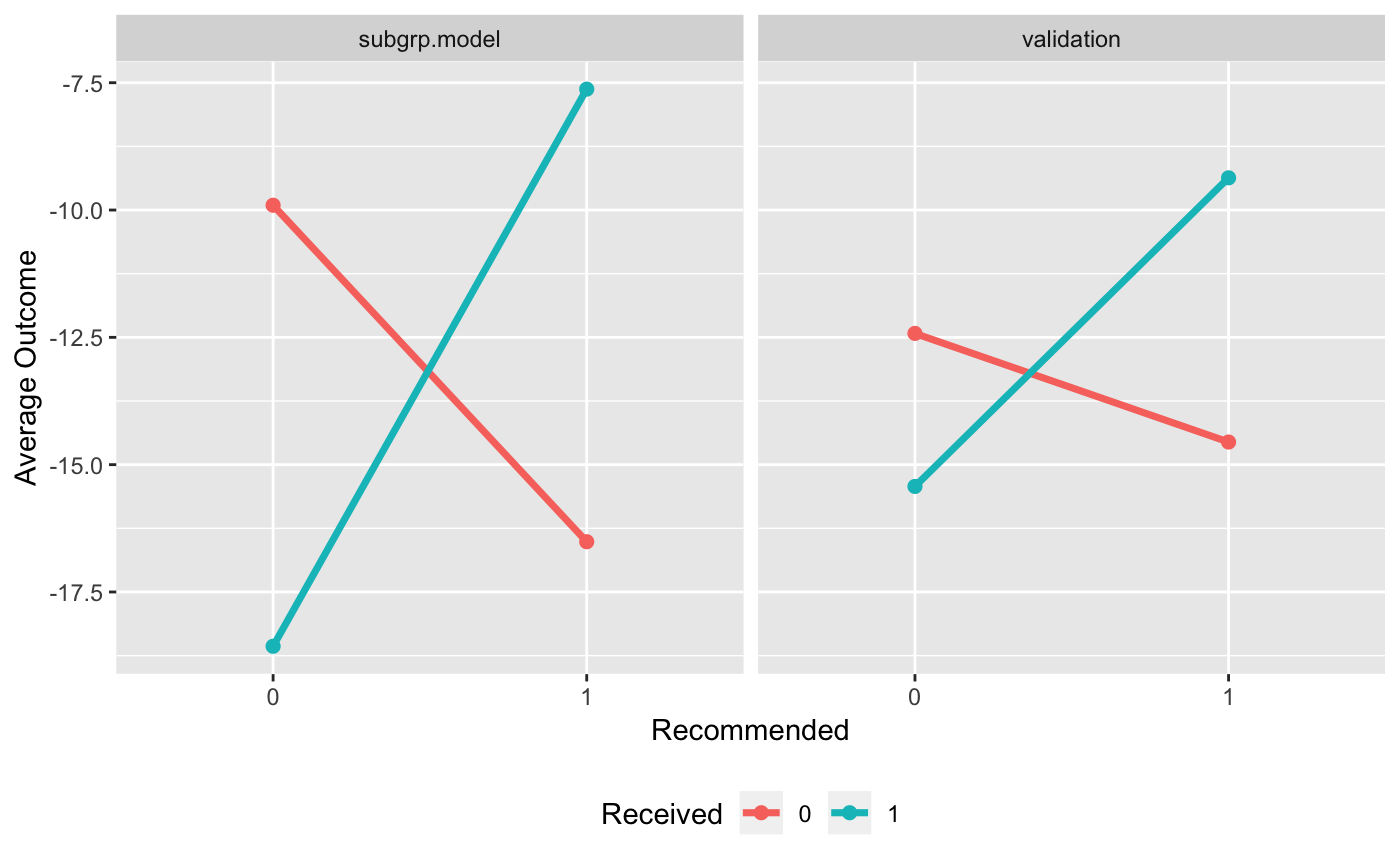 subgrp.model validation
-7.5
-10.0
-12.5
-15.0
-17.5
Average Outcome
0 1 0 1
Recommended
Received 0 1